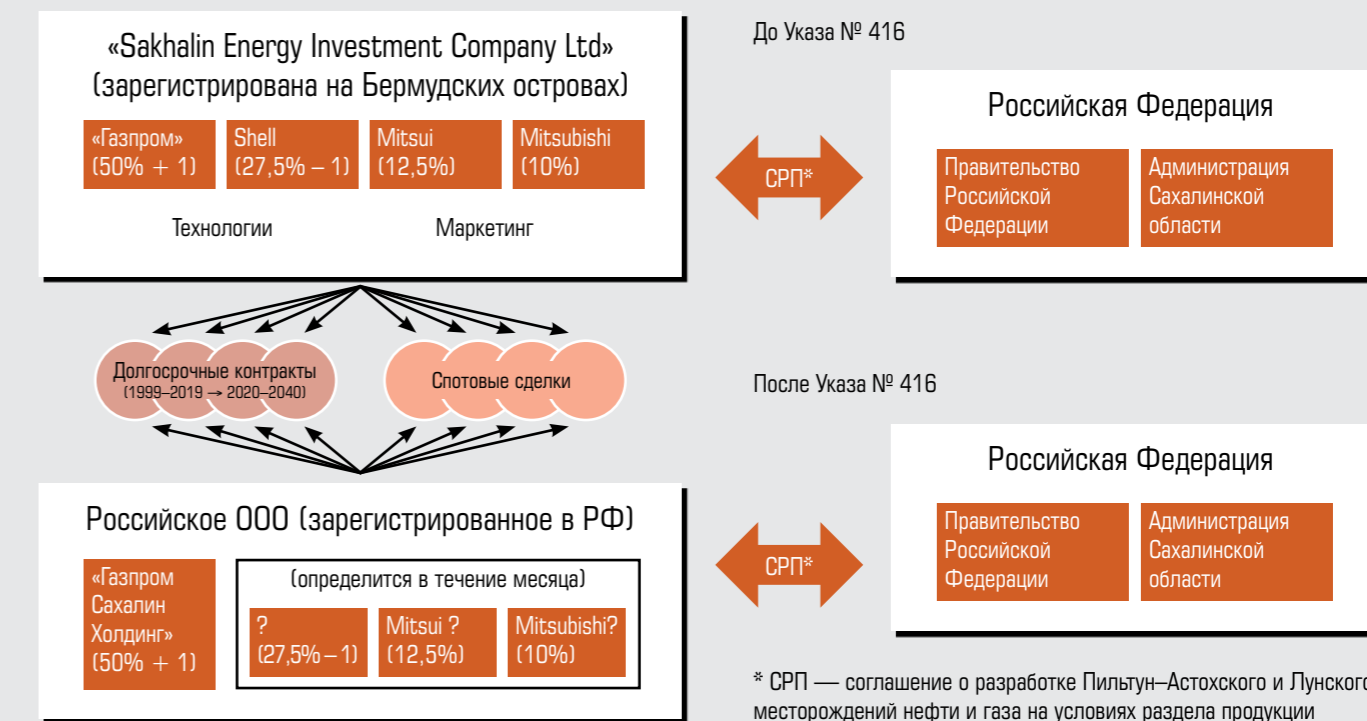 «Sakhalin Energy Investment Company Ltd»
(зарегистрирована на Бермудских островах)
«Газпром»
(50% + 1)
Shell
(27,5% – 1)
Mitsui
(12,5%)
Mitsubishi
(10%)
Технологии
Маркетинг
До Указа № 416
СРП*
Российская Федерация
Правительство
Российской
Федерации
Администрация
Сахалинской
области
Долгосрочные контракты
(1999–2019 → 2020–2040)
Спотовые сделки
После Указа № 416
Российское ООО (зарегистрированное в РФ)
«Газпром
Сахалин
Холдинг»
(50% + 1)
(определится в течение месяца)
?
(27,5% – 1)
Mitsui ?
(12,5%)
Mitsubishi?
(10%)
СРП*
Российская Федерация
Правительство
Российской
Федерации
Администрация
Сахалинской
области
* СРП — соглашение о разработке Пильтун–Астохского и Лунского
месторождений нефти и газа на условиях раздела продукции